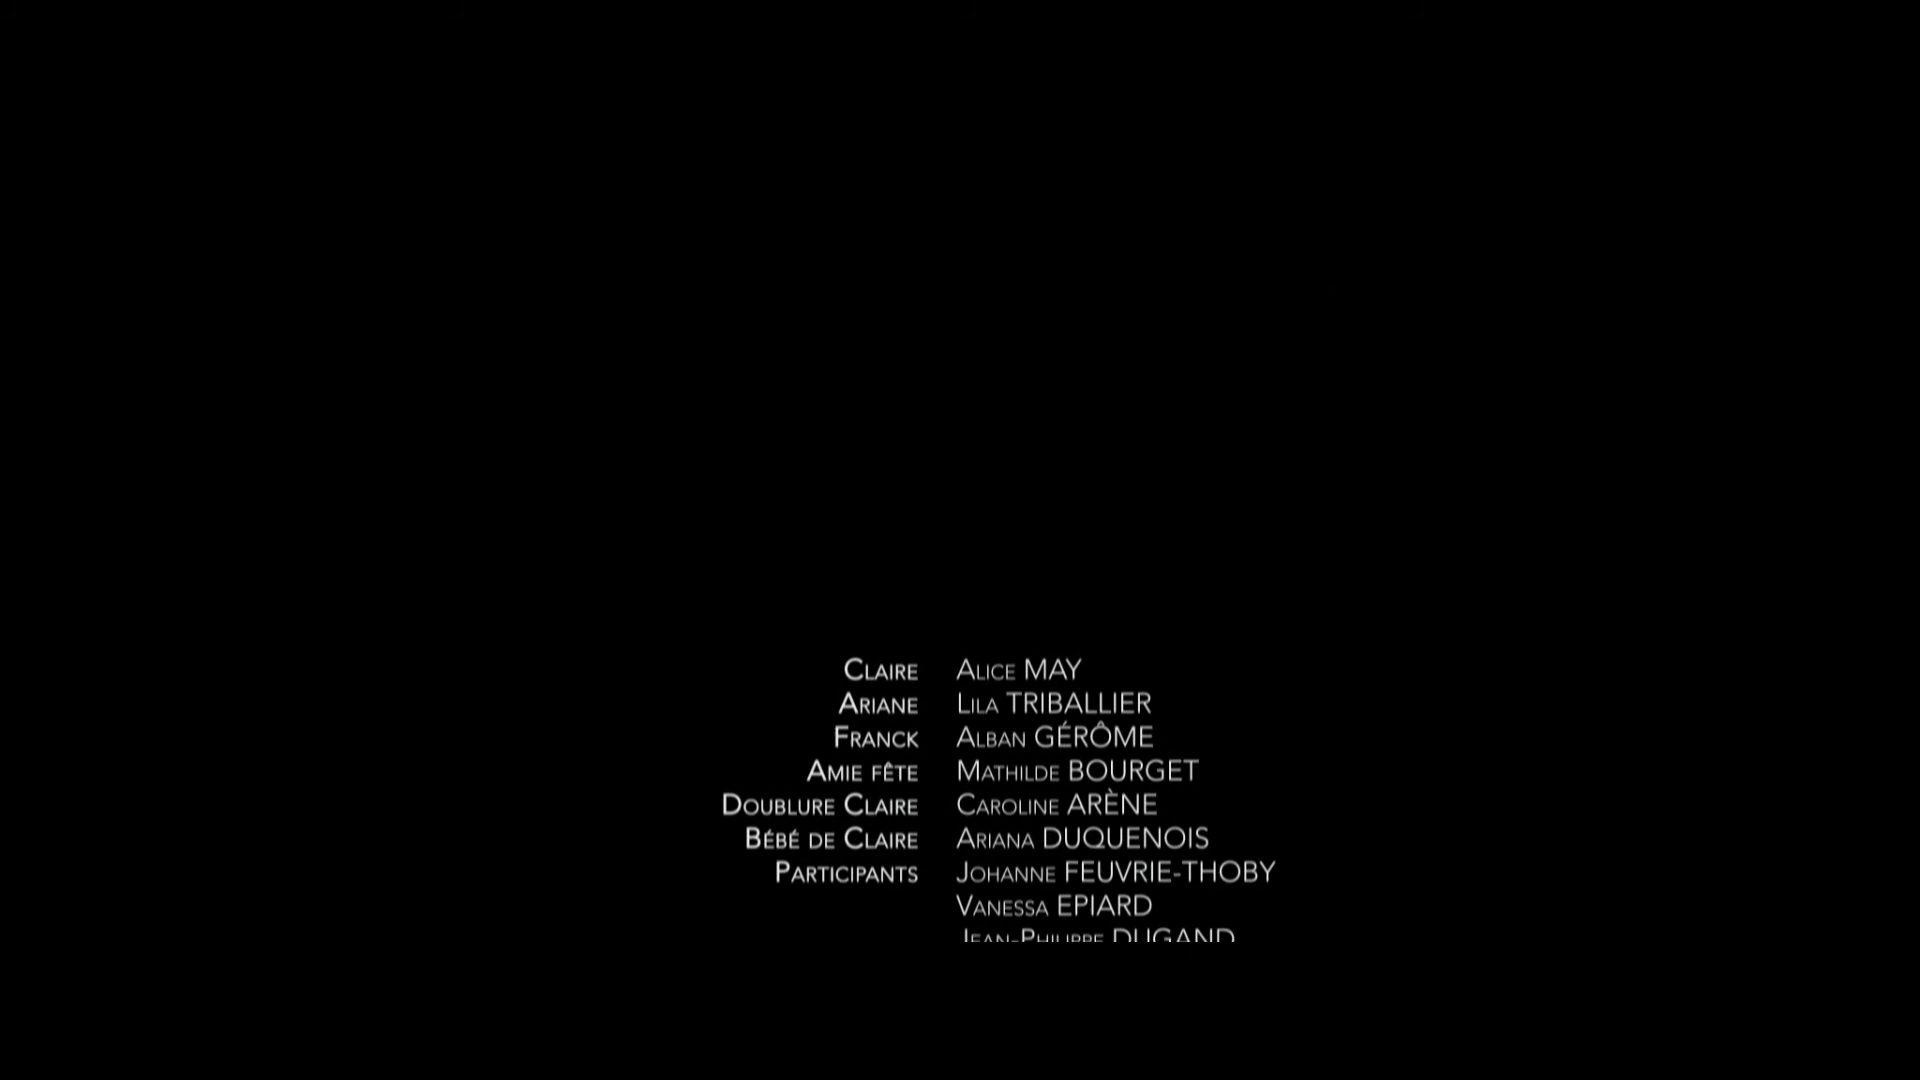 Claire Alice MAY
Ariane Lila TRIBALLIER
Franck Alban GÉRÔME
Amie fête Mathilde BOURGET
Doublure Claire Caroline ARÈNE
Bébé de Claire Ariana DUQUENOIS
Participants Johanne FEUVRIE-THOBY
Vanessa EPIARD
Jean-Philippe DUGAND